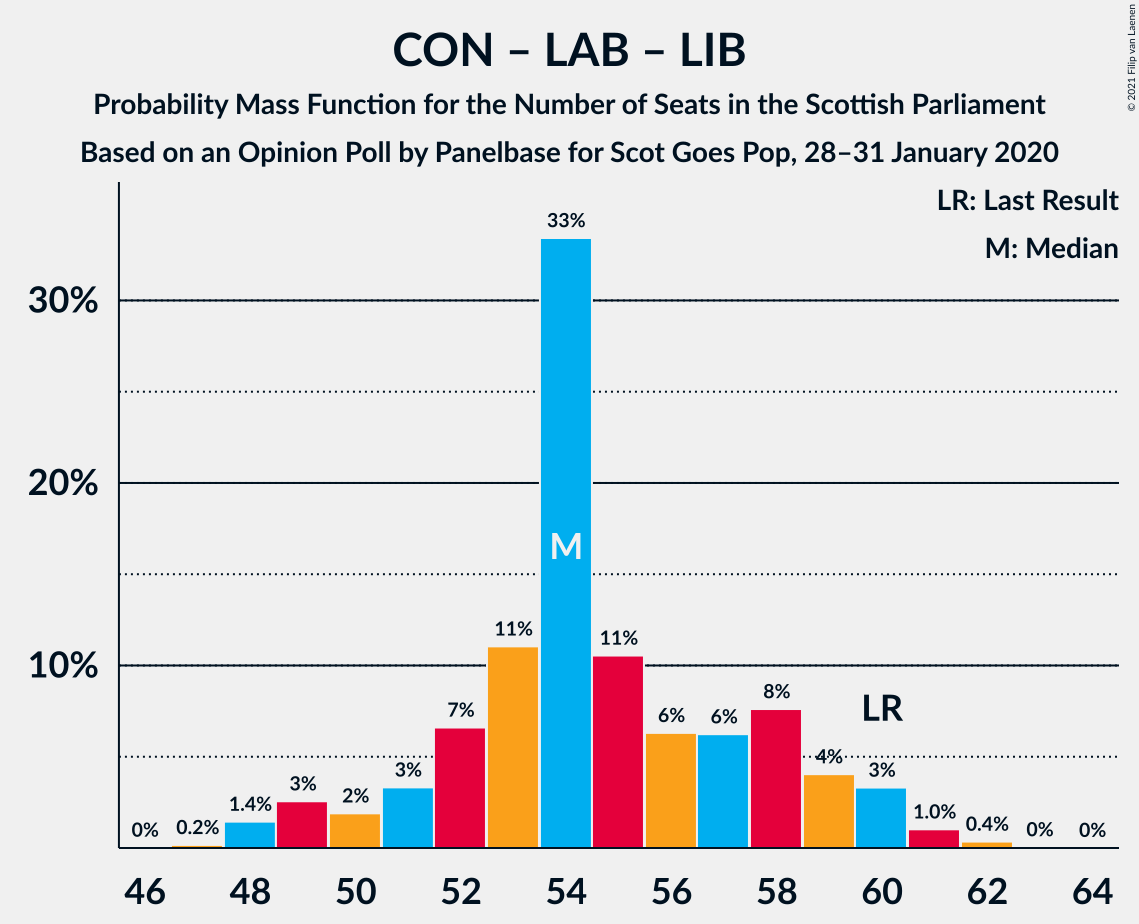 CON – LAB – LIB
Probability Mass Function for the Number of Seats in the Scottish Parliament
Based on an Opinion Poll by Panelbase for Scot Goes Pop, 28–31 January 2020
© 2021 Filip van Laenen
LR: Last Result
M: Median
30%
20%
10%
0%
0.2%
1.4%
3%
2%
3%
7%
11%
33%
M
11%
6%
6%
8%
4%
LR
3%
1.0%
0.4%
0%
0%
46 48 50 52 54 56 58 60 62 64